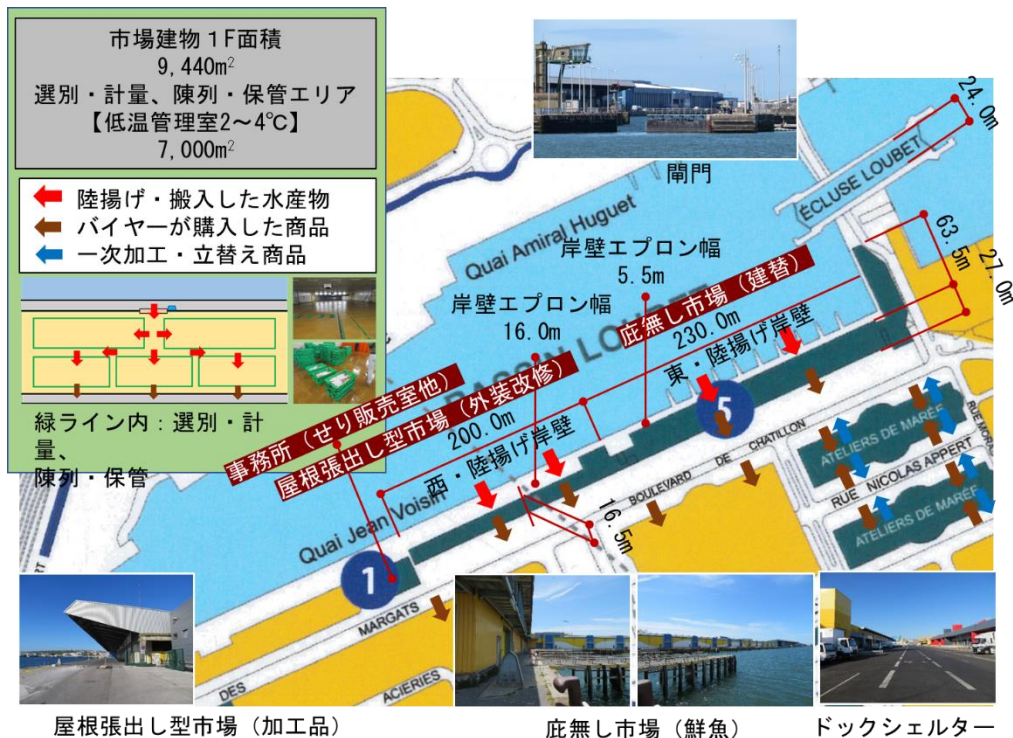 市場建物1F面積
9,440m²
選別・計量、陳列・保管エリア
【低温管理室2～4℃】
7,000m²
陸揚げ・搬入した水産物
バイヤーが購入した商品
一次加工・立替え商品
緑ライン内：選別・計
量、
陳列・保管
閘門
24.0m
ÉCLUSE LOUBET
Quai Amiral Huguet
63.5m
27.0m
岸壁エプロン幅
5.5m
岸壁エプロン幅
16.0m
庇無し市場（建替）
BASSIN LOUBET
230.0m
東・陸揚げ岸壁
事務所（せり販売室他）
屋根張出し型市場（外装改修）
200.0m
西・陸揚げ岸壁
Quai Jean Voisin
5
1
16.5m
BOULEVARD DE CHATILLON
ATELIERS DE MARÉE
RUE NICOLAS APPERT
ATELIERS DE MARÉE
MARGATS
DES
ACIERIES
屋根張出し型市場（加工品）
庇無し市場（鮮魚）
ドックシェルター